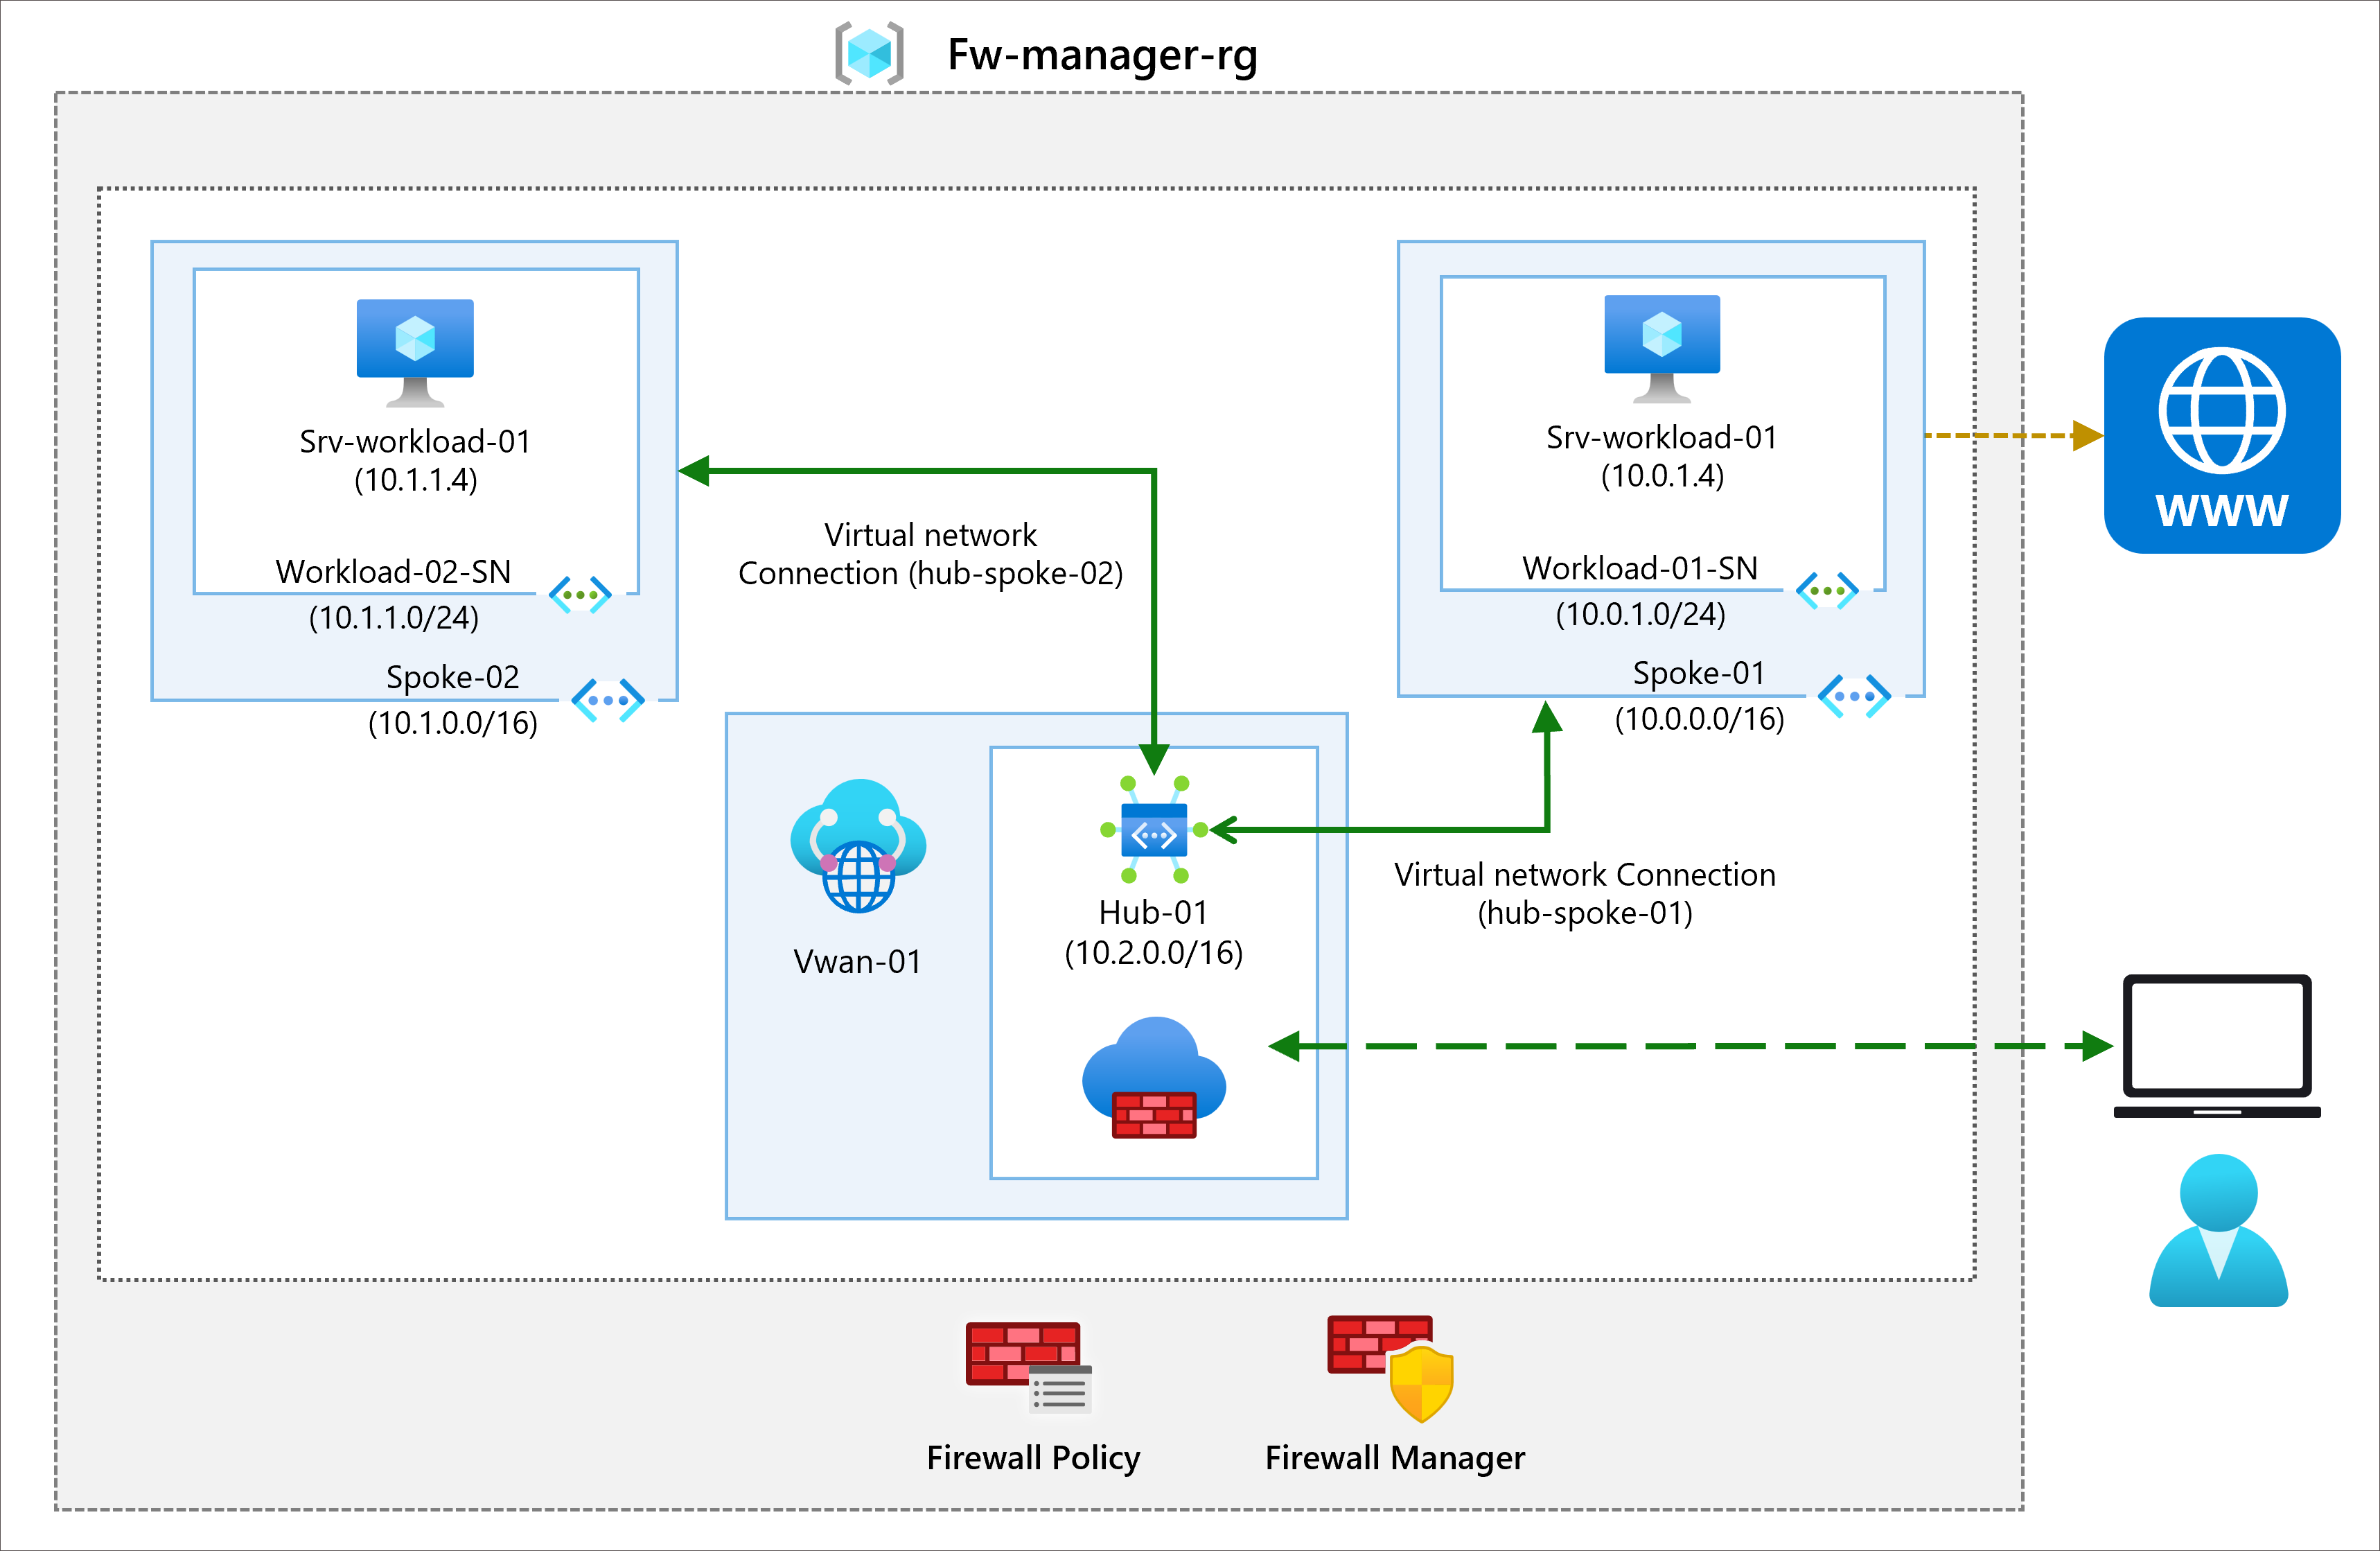 Fw-manager-rg
Srv-workload-01
(10.1.1.4)
Workload-02-SN
(10.1.1.0/24)
Spoke-02
(10.1.0.0/16)
Virtual network
Connection (hub-spoke-02)
Srv-workload-01
(10.0.1.4)
Workload-01-SN
(10.0.1.0/24)
Spoke-01
(10.0.0.0/16)
WWW
Vwan-01
Hub-01
(10.2.0.0/16)
Virtual network Connection
(hub-spoke-01)
Firewall Policy
Firewall Manager